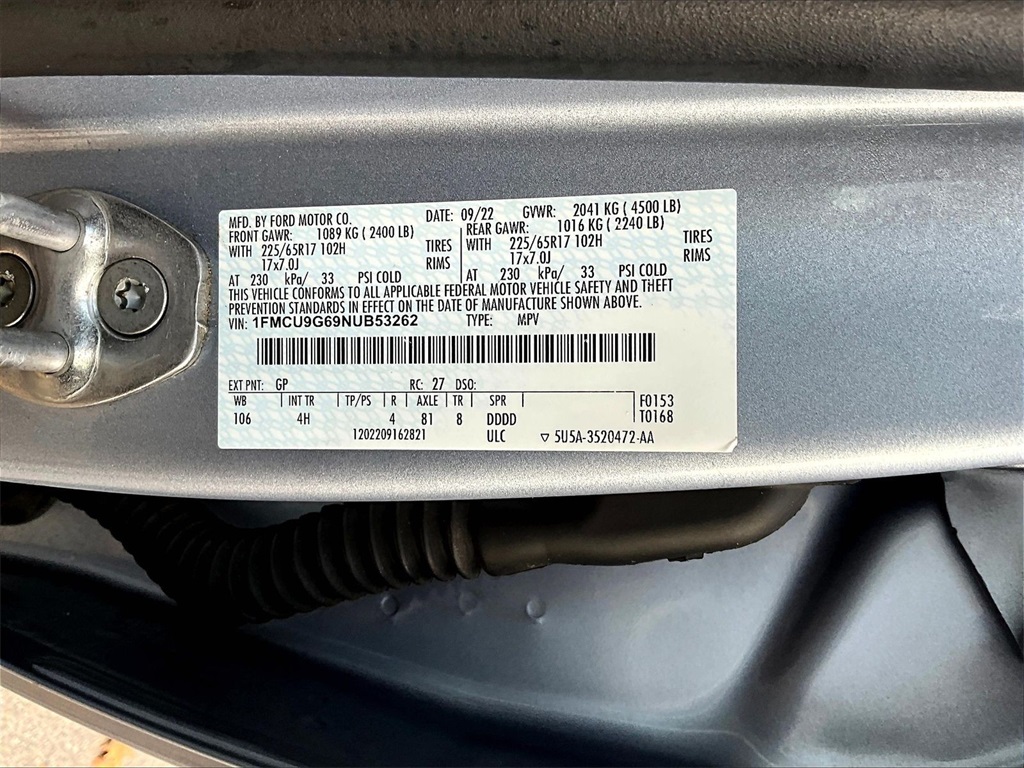 MFD. BY FORD MOTOR CO. DATE: 09/22 GVWR: 2041 KG ( 4500 LB)
FRONT GAWR: 1089 KG ( 2400 LB) REAR GAWR: 1016 KG ( 2240 LB)
WITH 225/65R17 102H TIRES WITH 225/65R17 102H TIRES
17x7.0J RIMS 17x7.0J RIMS
AT 230 kPa/ 33 PSI COLD AT 230 kPa/ 33 PSI COLD
THIS VEHICLE CONFORMS TO ALL APPLICABLE FEDERAL MOTOR VEHICLE SAFETY AND THEFT
PREVENTION STANDARDS IN EFFECT ON THE DATE OF MANUFACTURE SHOWN ABOVE.
VIN: 1FMCU9G69NUB53262 TYPE: MPV
EXT PNT: GP RC: 27 DSO:
WB INT TR TP/PS R AXLE TR SPR F0153
106 4H 4 81 8 DDDD T0168
1202209162821 ULC ▽ 5U5A-3520472-AA